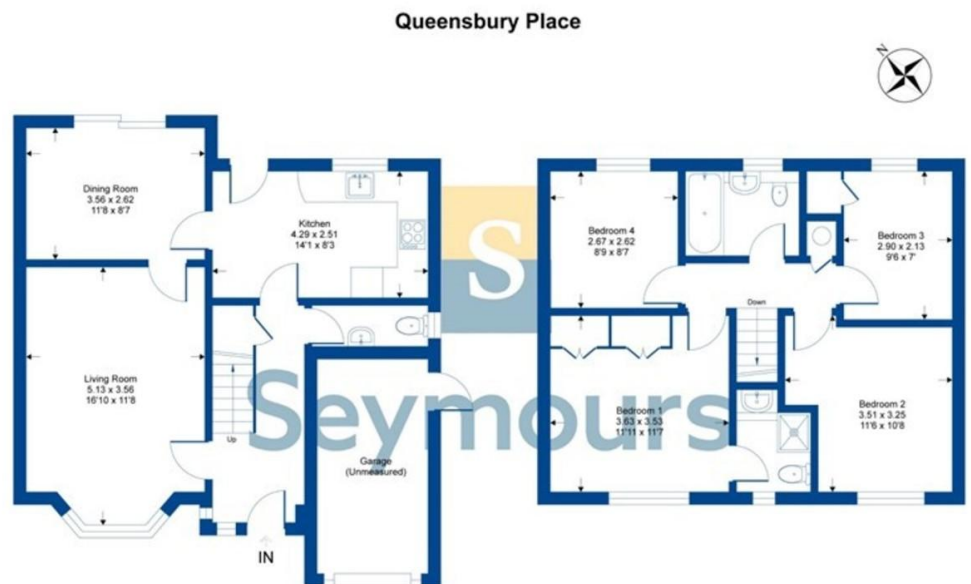 Queensbury Place
N
Dining Room
3.56 x 2.62
11'8 x 8'7
Kitchen
4.29 x 2.51
14'1 x 8'3
Living Room
5.13 x 3.56
16'10 x 11'8
Up
Garage
(Unmeasured)
IN
S
Seymours
Bedroom 4
2.67 x 2.62
8'9 x 8'7
Bedroom 3
2.90 x 2.13
9'6 x 7'
Down
Bedroom 1
3.63 x 3.53
11'11 x 11'7
Bedroom 2
3.51 x 3.25
11'6 x 10'8